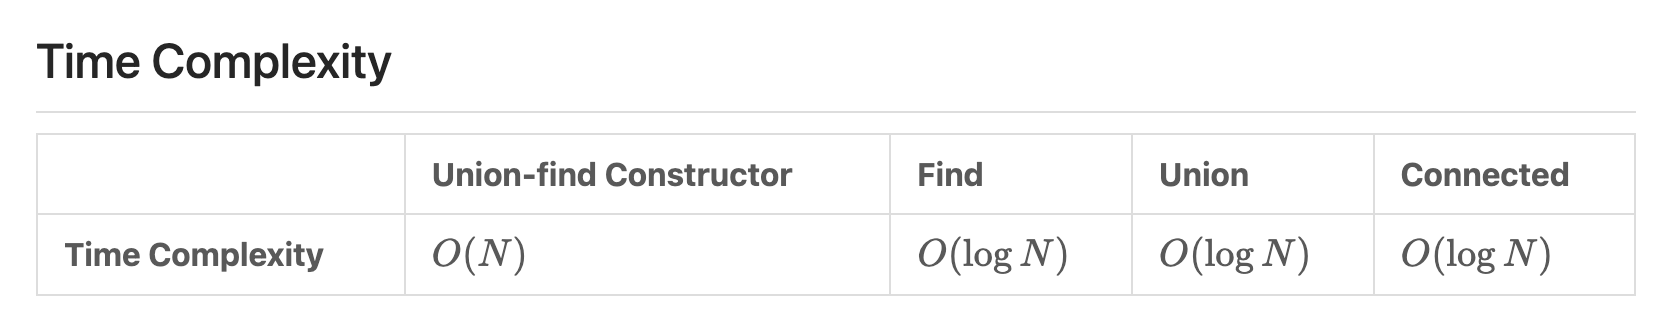 Time Complexity
Union-find Constructor Find Union Connected
Time Complexity O(N) O(log N) O(log N) O(log N)